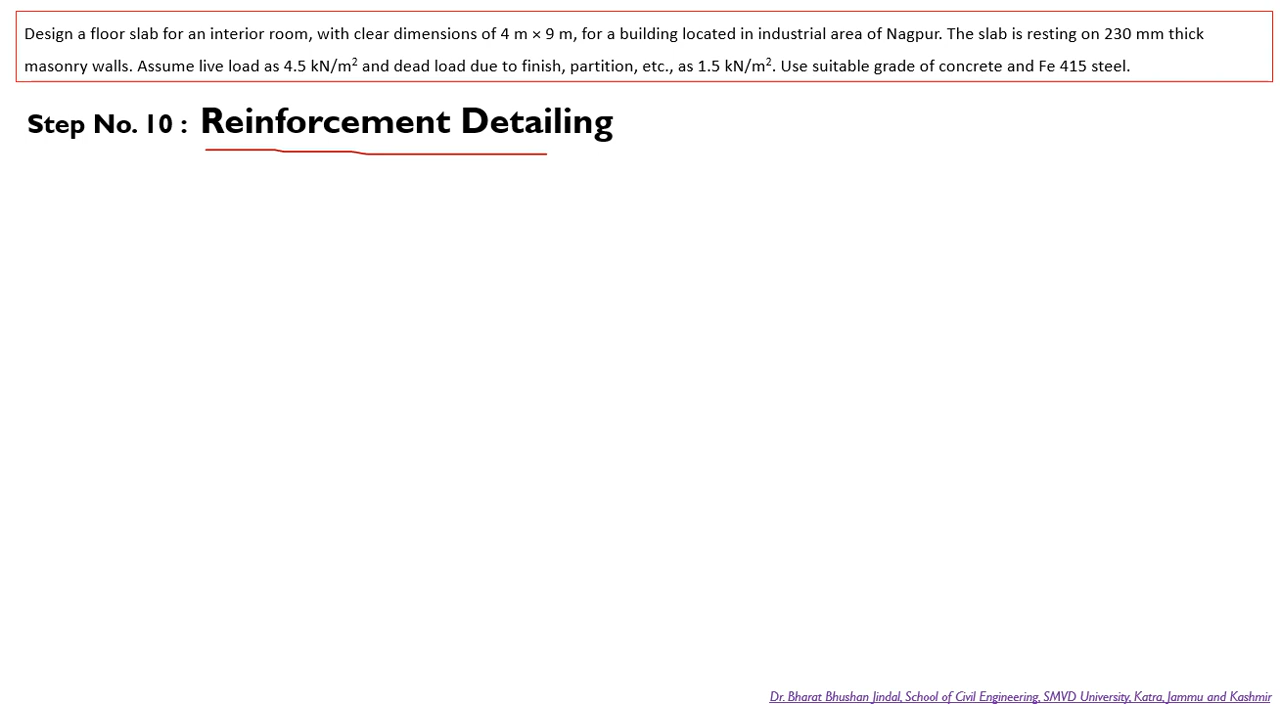 Design a floor slab for an interior room, with clear dimensions of 4 m × 9 m, for a building located in industrial area of Nagpur. The slab is resting on 230 mm thick
masonry walls. Assume live load as 4.5 kN/m² and dead load due to finish, partition, etc., as 1.5 kN/m². Use suitable grade of concrete and Fe 415 steel.
Step No. 10 : Reinforcement Detailing
Dr. Bharat Bhushan Jindal, School of Civil Engineering, SMVD University, Katra, Jammu and Kashmir